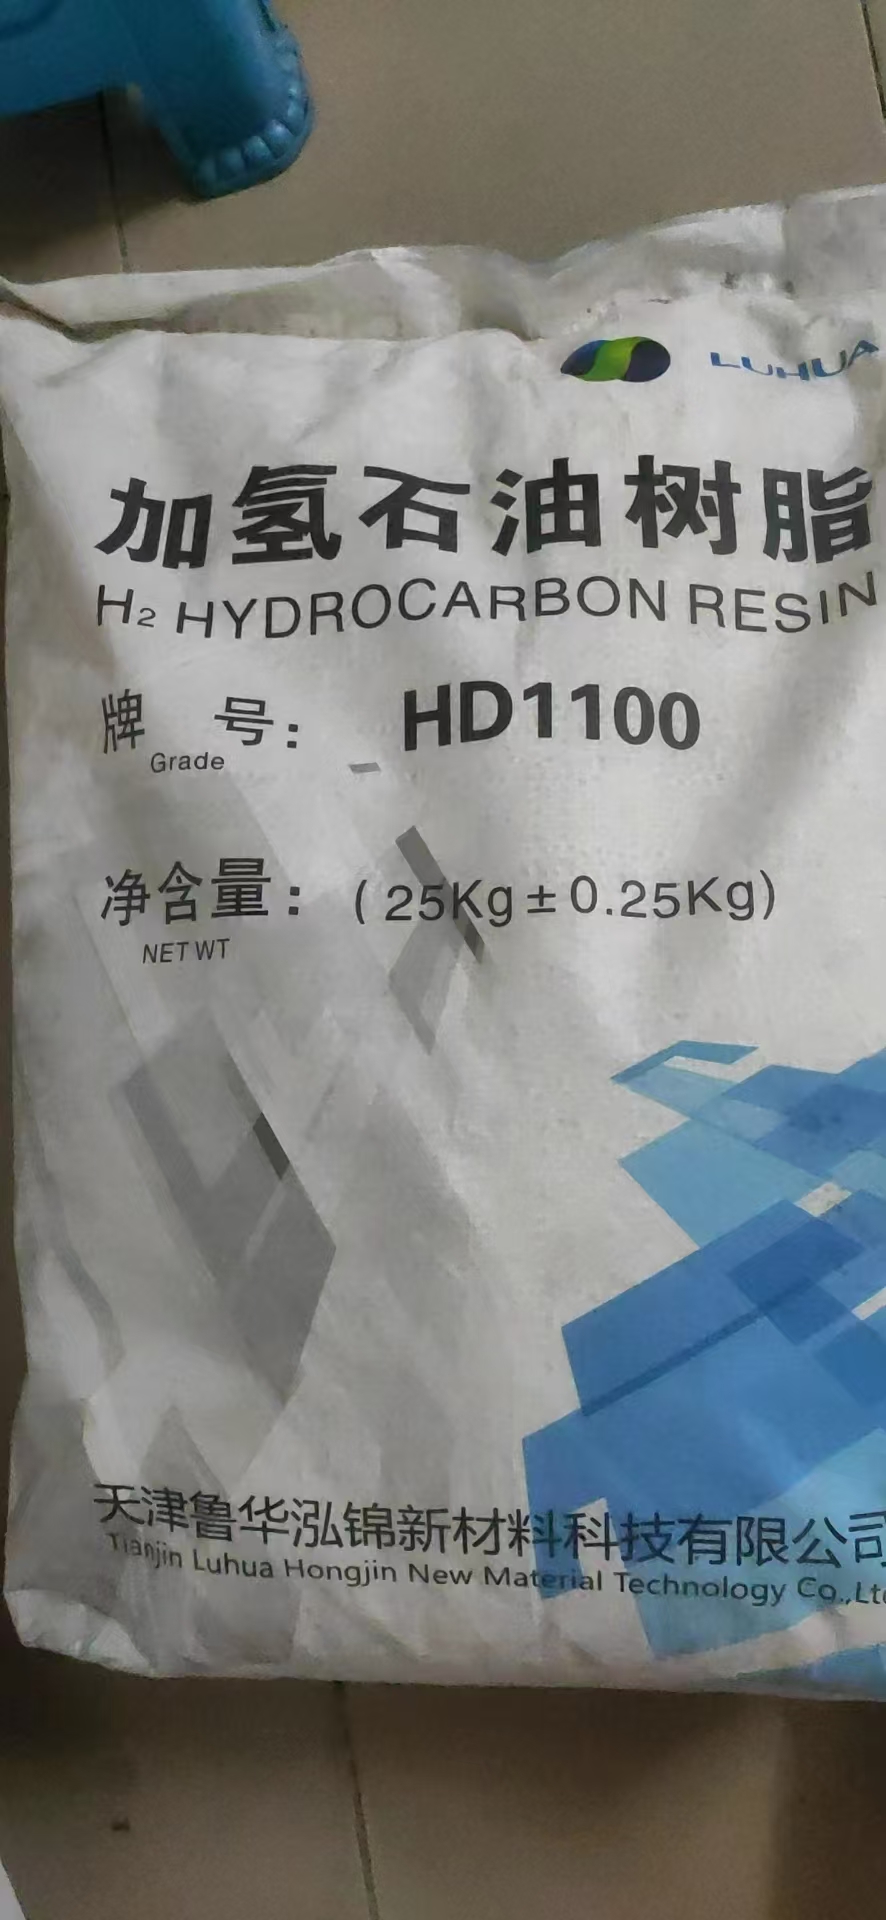 LUHUA
加氢石油树脂
H₂ HYDROCARBON RESIN
牌 号： HD1100
Grade
净含量： ( 25Kg ± 0.25Kg)
NET WT
天津鲁华泓锦新材料科技有限公司
Tianjin Luhua Hongjin New Material Technology Co.,Ltd